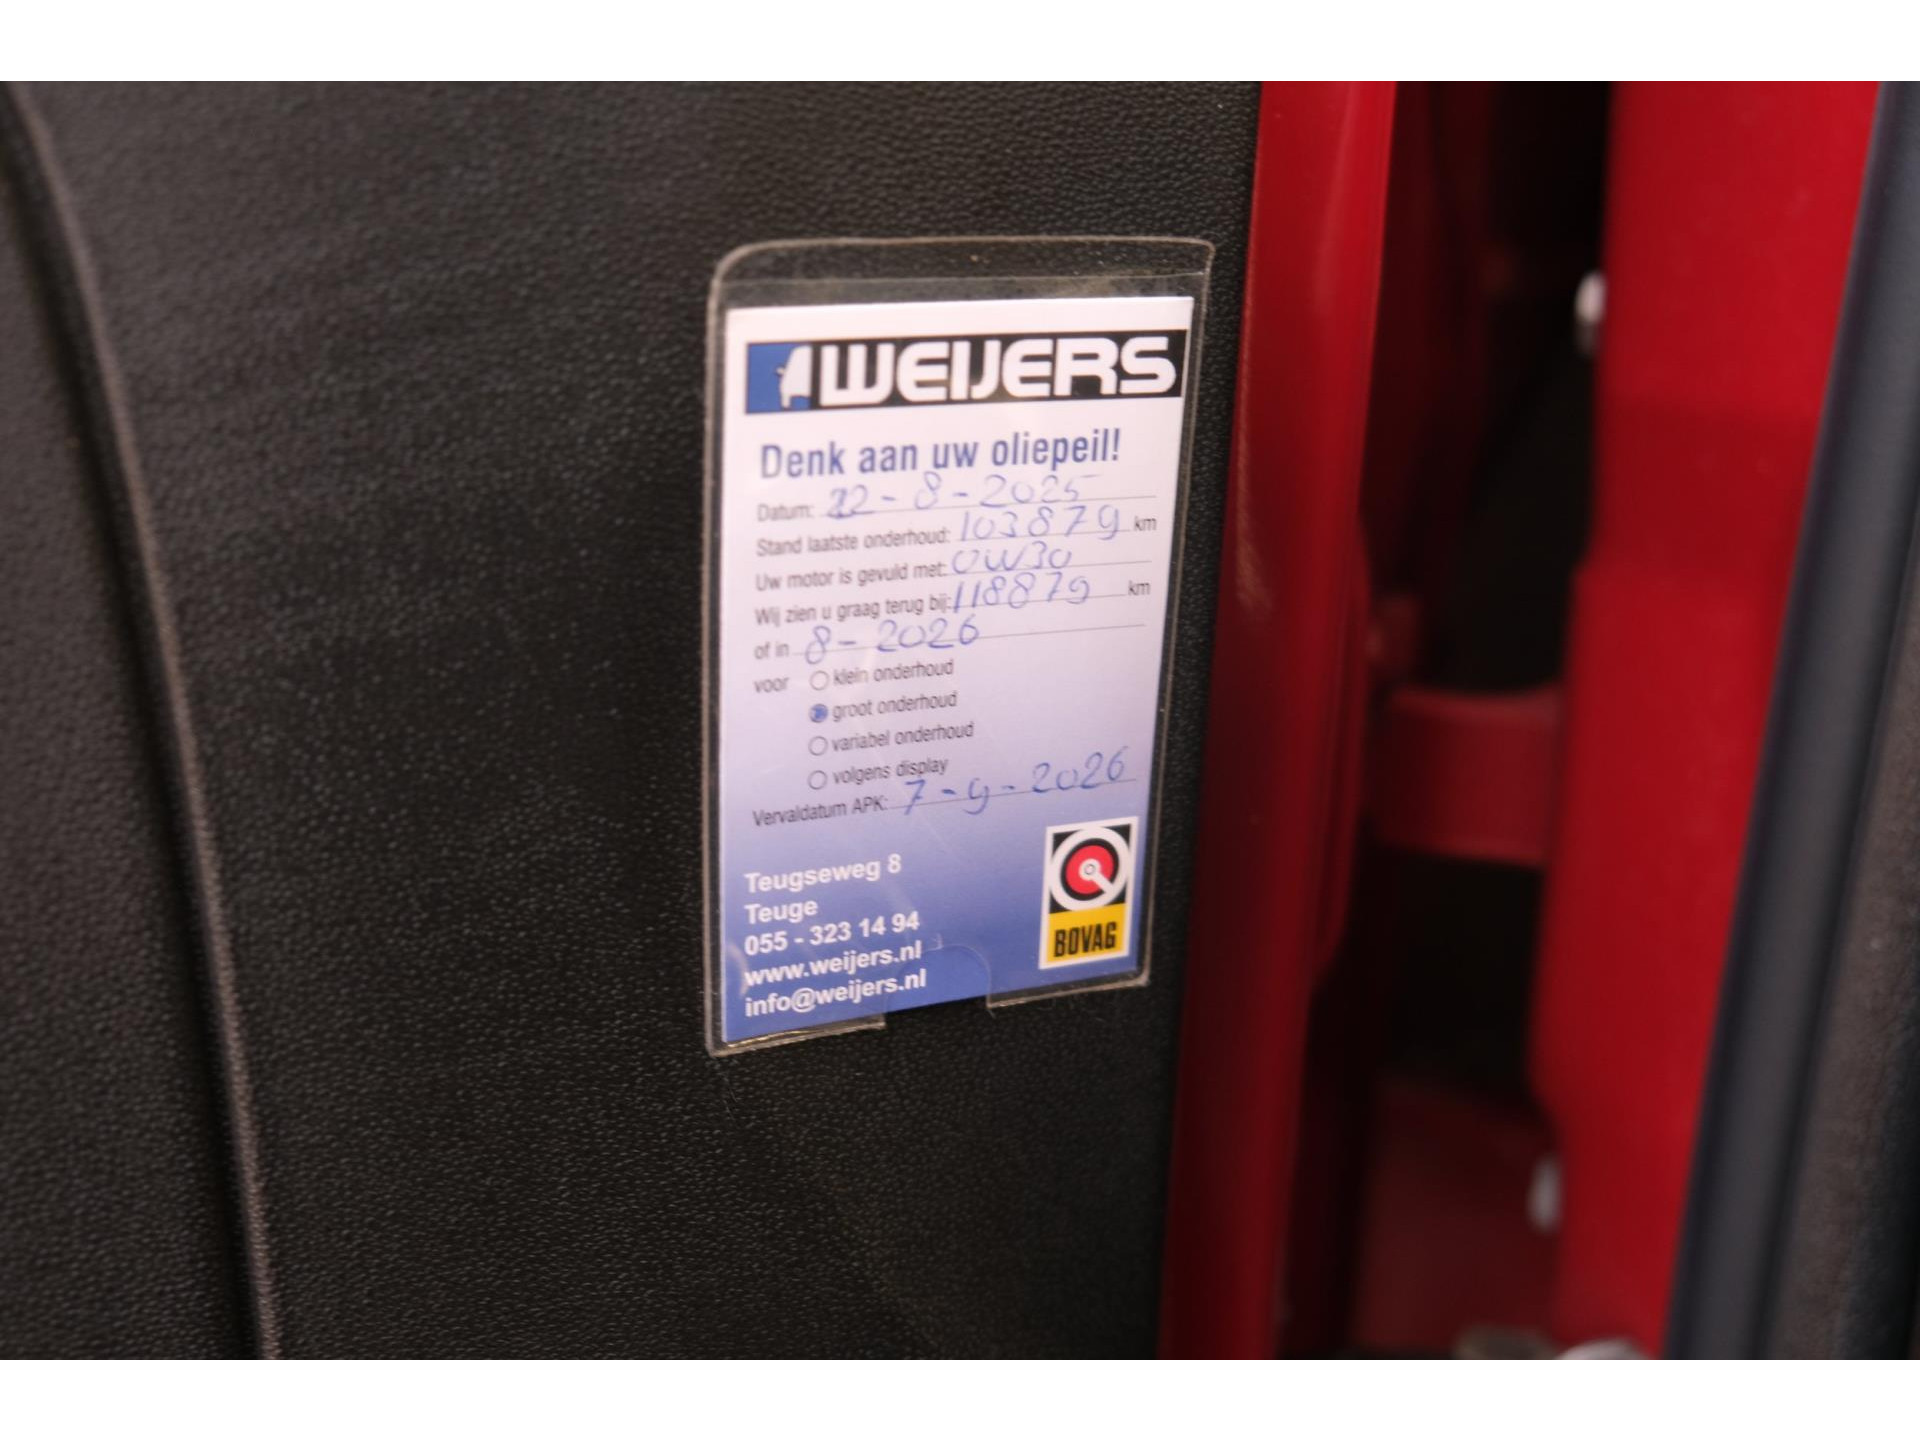 WEIJERS
Denk aan uw oliepeil!
Datum: 22-8-2025
Stand laatste onderhoud: 103879 km
Uw motor is gevuld met: 0W30
Wij zien u graag terug bij: 118879 km
of in 8-2026
voor klein onderhoud
groot onderhoud
variabel onderhoud
volgens display
Vervaldatum APK: 7-9-2026
Teugseweg 8
Teuge
055 - 323 14 94
www.weijers.nl
info@weijers.nl
BOVAG